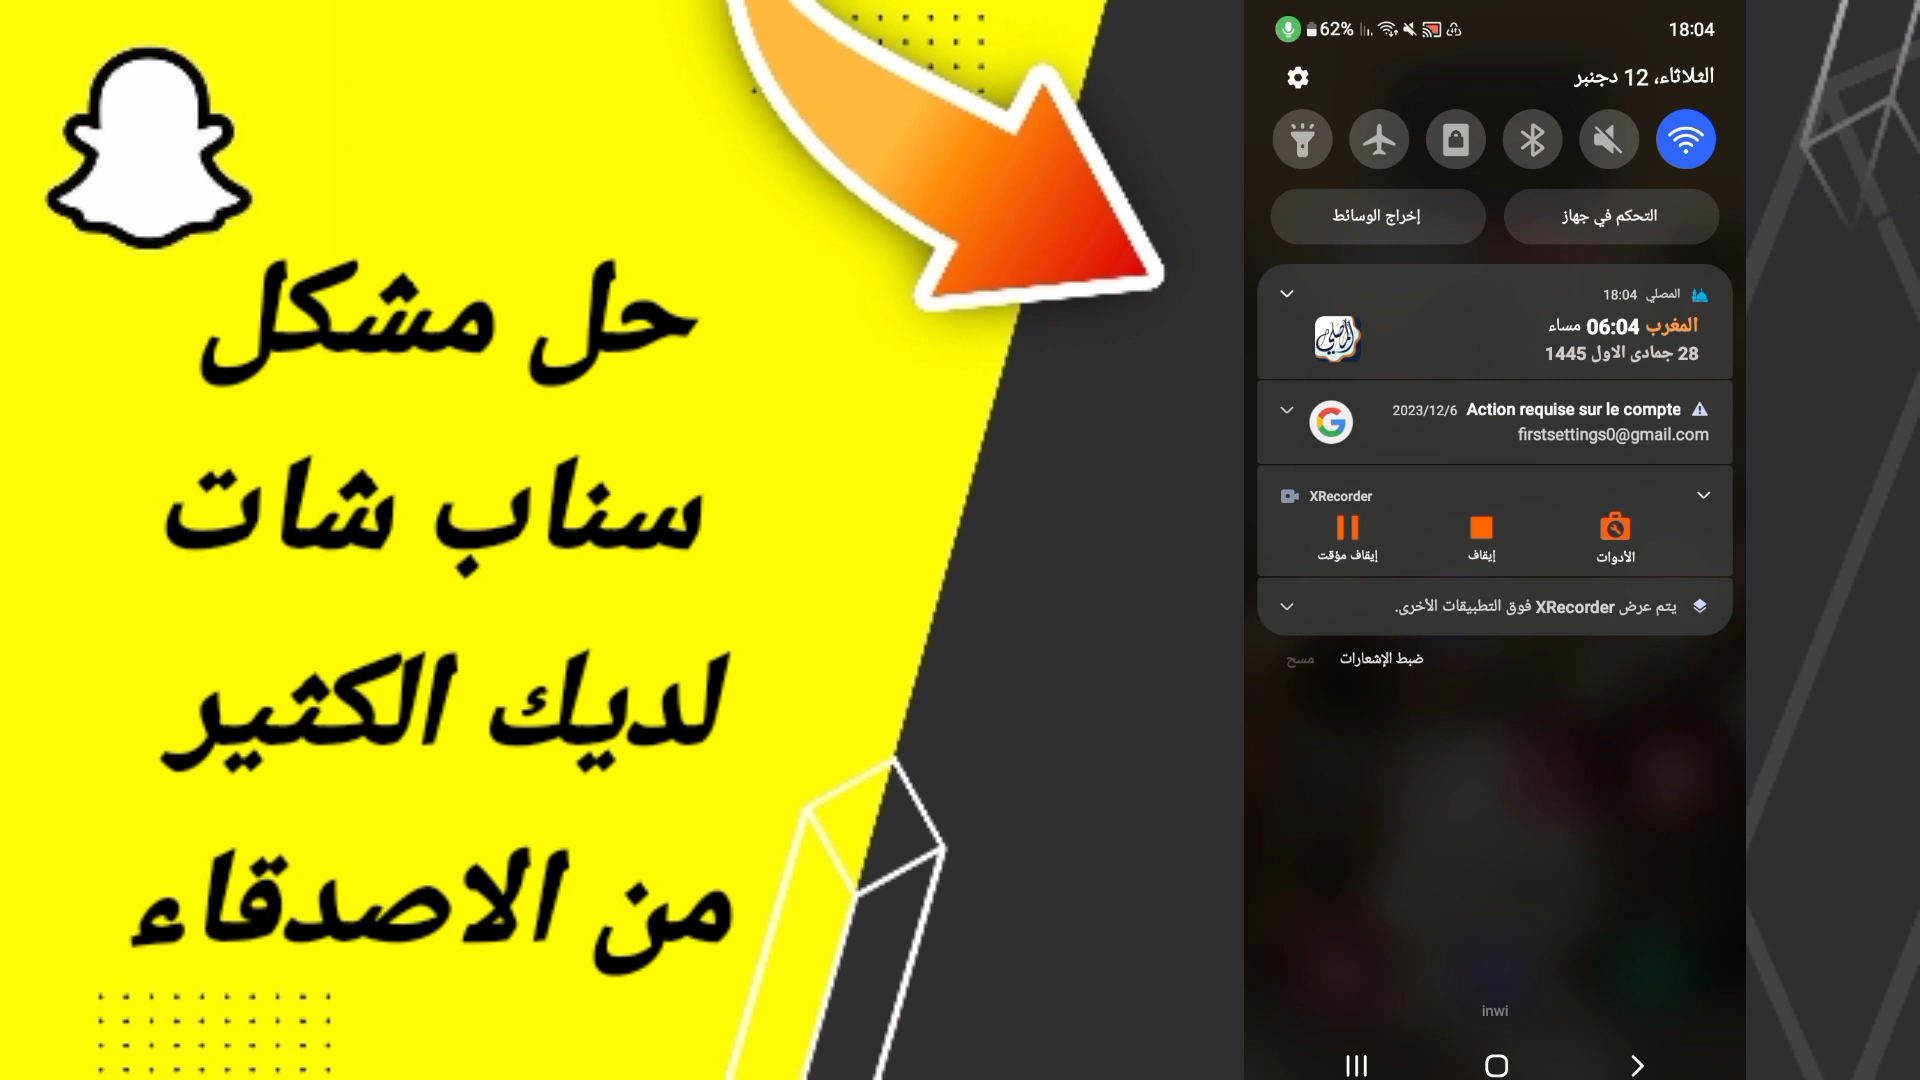 حل مشكل
سناب شات
لديك الكثير
من الاصدقاء
62% 18:04
الثلاثاء، 12 دجنبر
التحكم في جهاز
إخراج الوسائط
المصلي 18:04
المغرب 06:04 مساء
28 جمادى الاول 1445
المصلي
Action requise sur le compte 2023/12/6
firstsettings0@gmail.com
G
XRecorder
إيقاف مؤقت
إيقاف
الأدوات
يتم عرض XRecorder فوق التطبيقات الأخرى.
ضبط الإشعارات
مسح
inwi